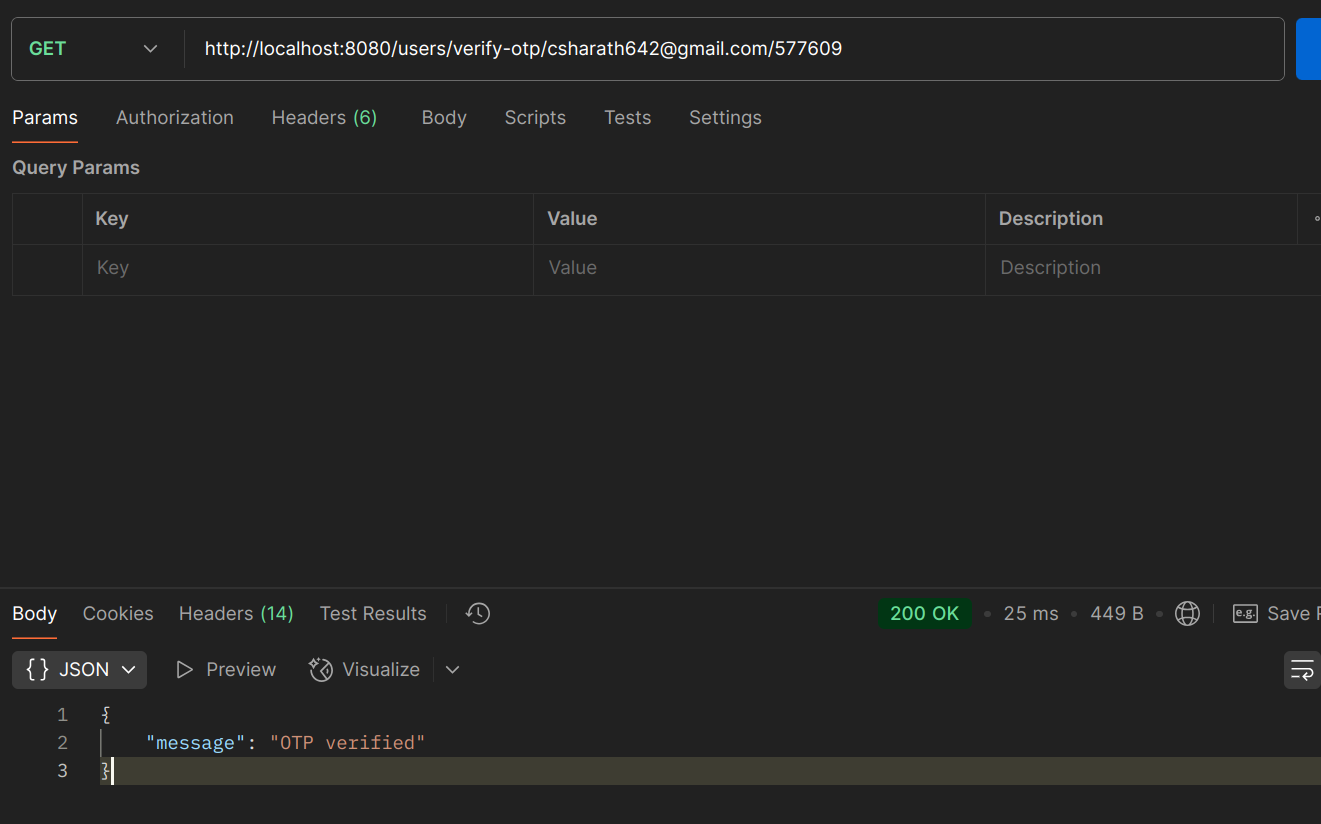 GET http://localhost:8080/users/verify-otp/csharath642@gmail.com/577609
Params Authorization Headers (6) Body Scripts Tests Settings
Query Params
Key Value Description
Key Value Description
Body Cookies Headers (14) Test Results 200 OK • 25 ms • 449 B • e.g. Save
{} JSON Preview Visualize
1 {
2 "message": "OTP verified"
3 }